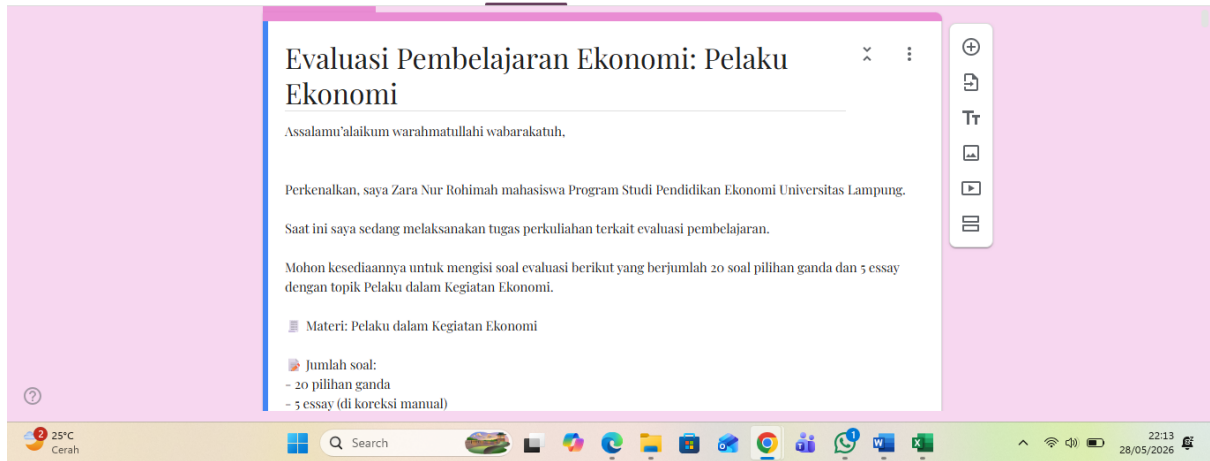 Evaluasi Pembelajaran Ekonomi: Pelaku
Ekonomi
Assalamu'alaikum warahmatullahi wabarakatuh,
Perkenalkan, saya Zara Nur Rohimah mahasiswa Program Studi Pendidikan Ekonomi Universitas Lampung.
Saat ini saya sedang melaksanakan tugas perkuliahan terkait evaluasi pembelajaran.
Mohon kesediaannya untuk mengisi soal evaluasi berikut yang berjumlah 20 soal pilihan ganda dan 5 essay
dengan topik Pelaku dalam Kegiatan Ekonomi.
Materi: Pelaku dalam Kegiatan Ekonomi
Jumlah soal:
- 20 pilihan ganda
- 5 essay (di koreksi manual)
Tт
2
25°C
Cerah
Search
1
22:13
28/05/2026